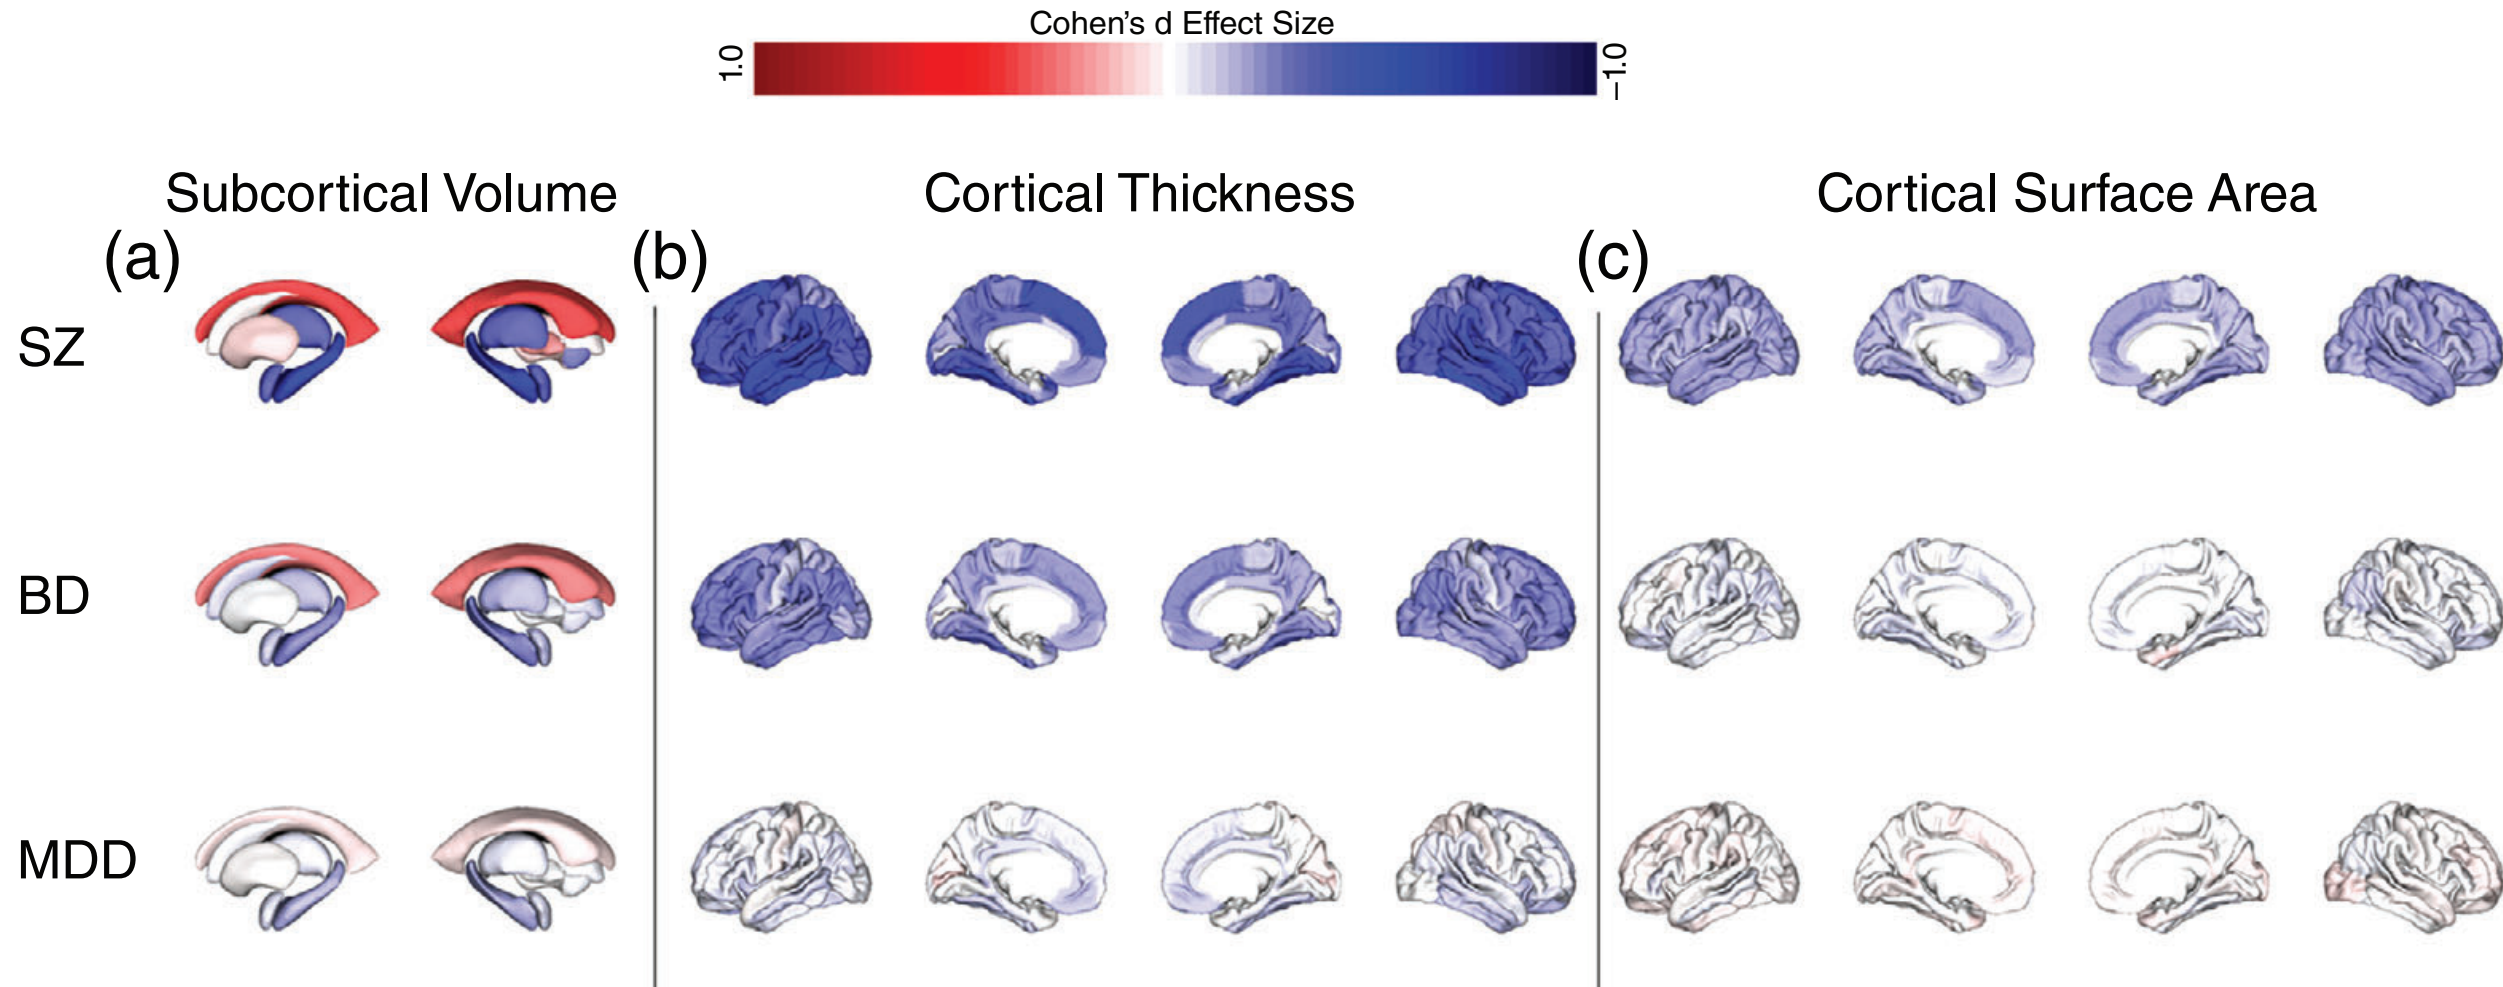 Cohen's d Effect Size
1.0
−1.0
Subcortical Volume
Cortical Thickness
Cortical Surface Area
(a)
(b)
(c)
SZ
BD
MDD